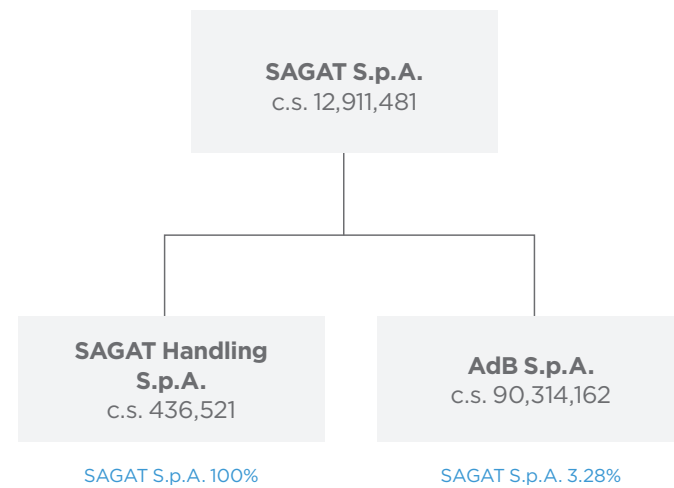 SAGAT S.p.A.
c.s. 12,911,481
SAGAT Handling
S.p.A.
c.s. 436,521
AdB S.p.A.
c.s. 90,314,162
SAGAT S.p.A. 100%
SAGAT S.p.A. 3.28%